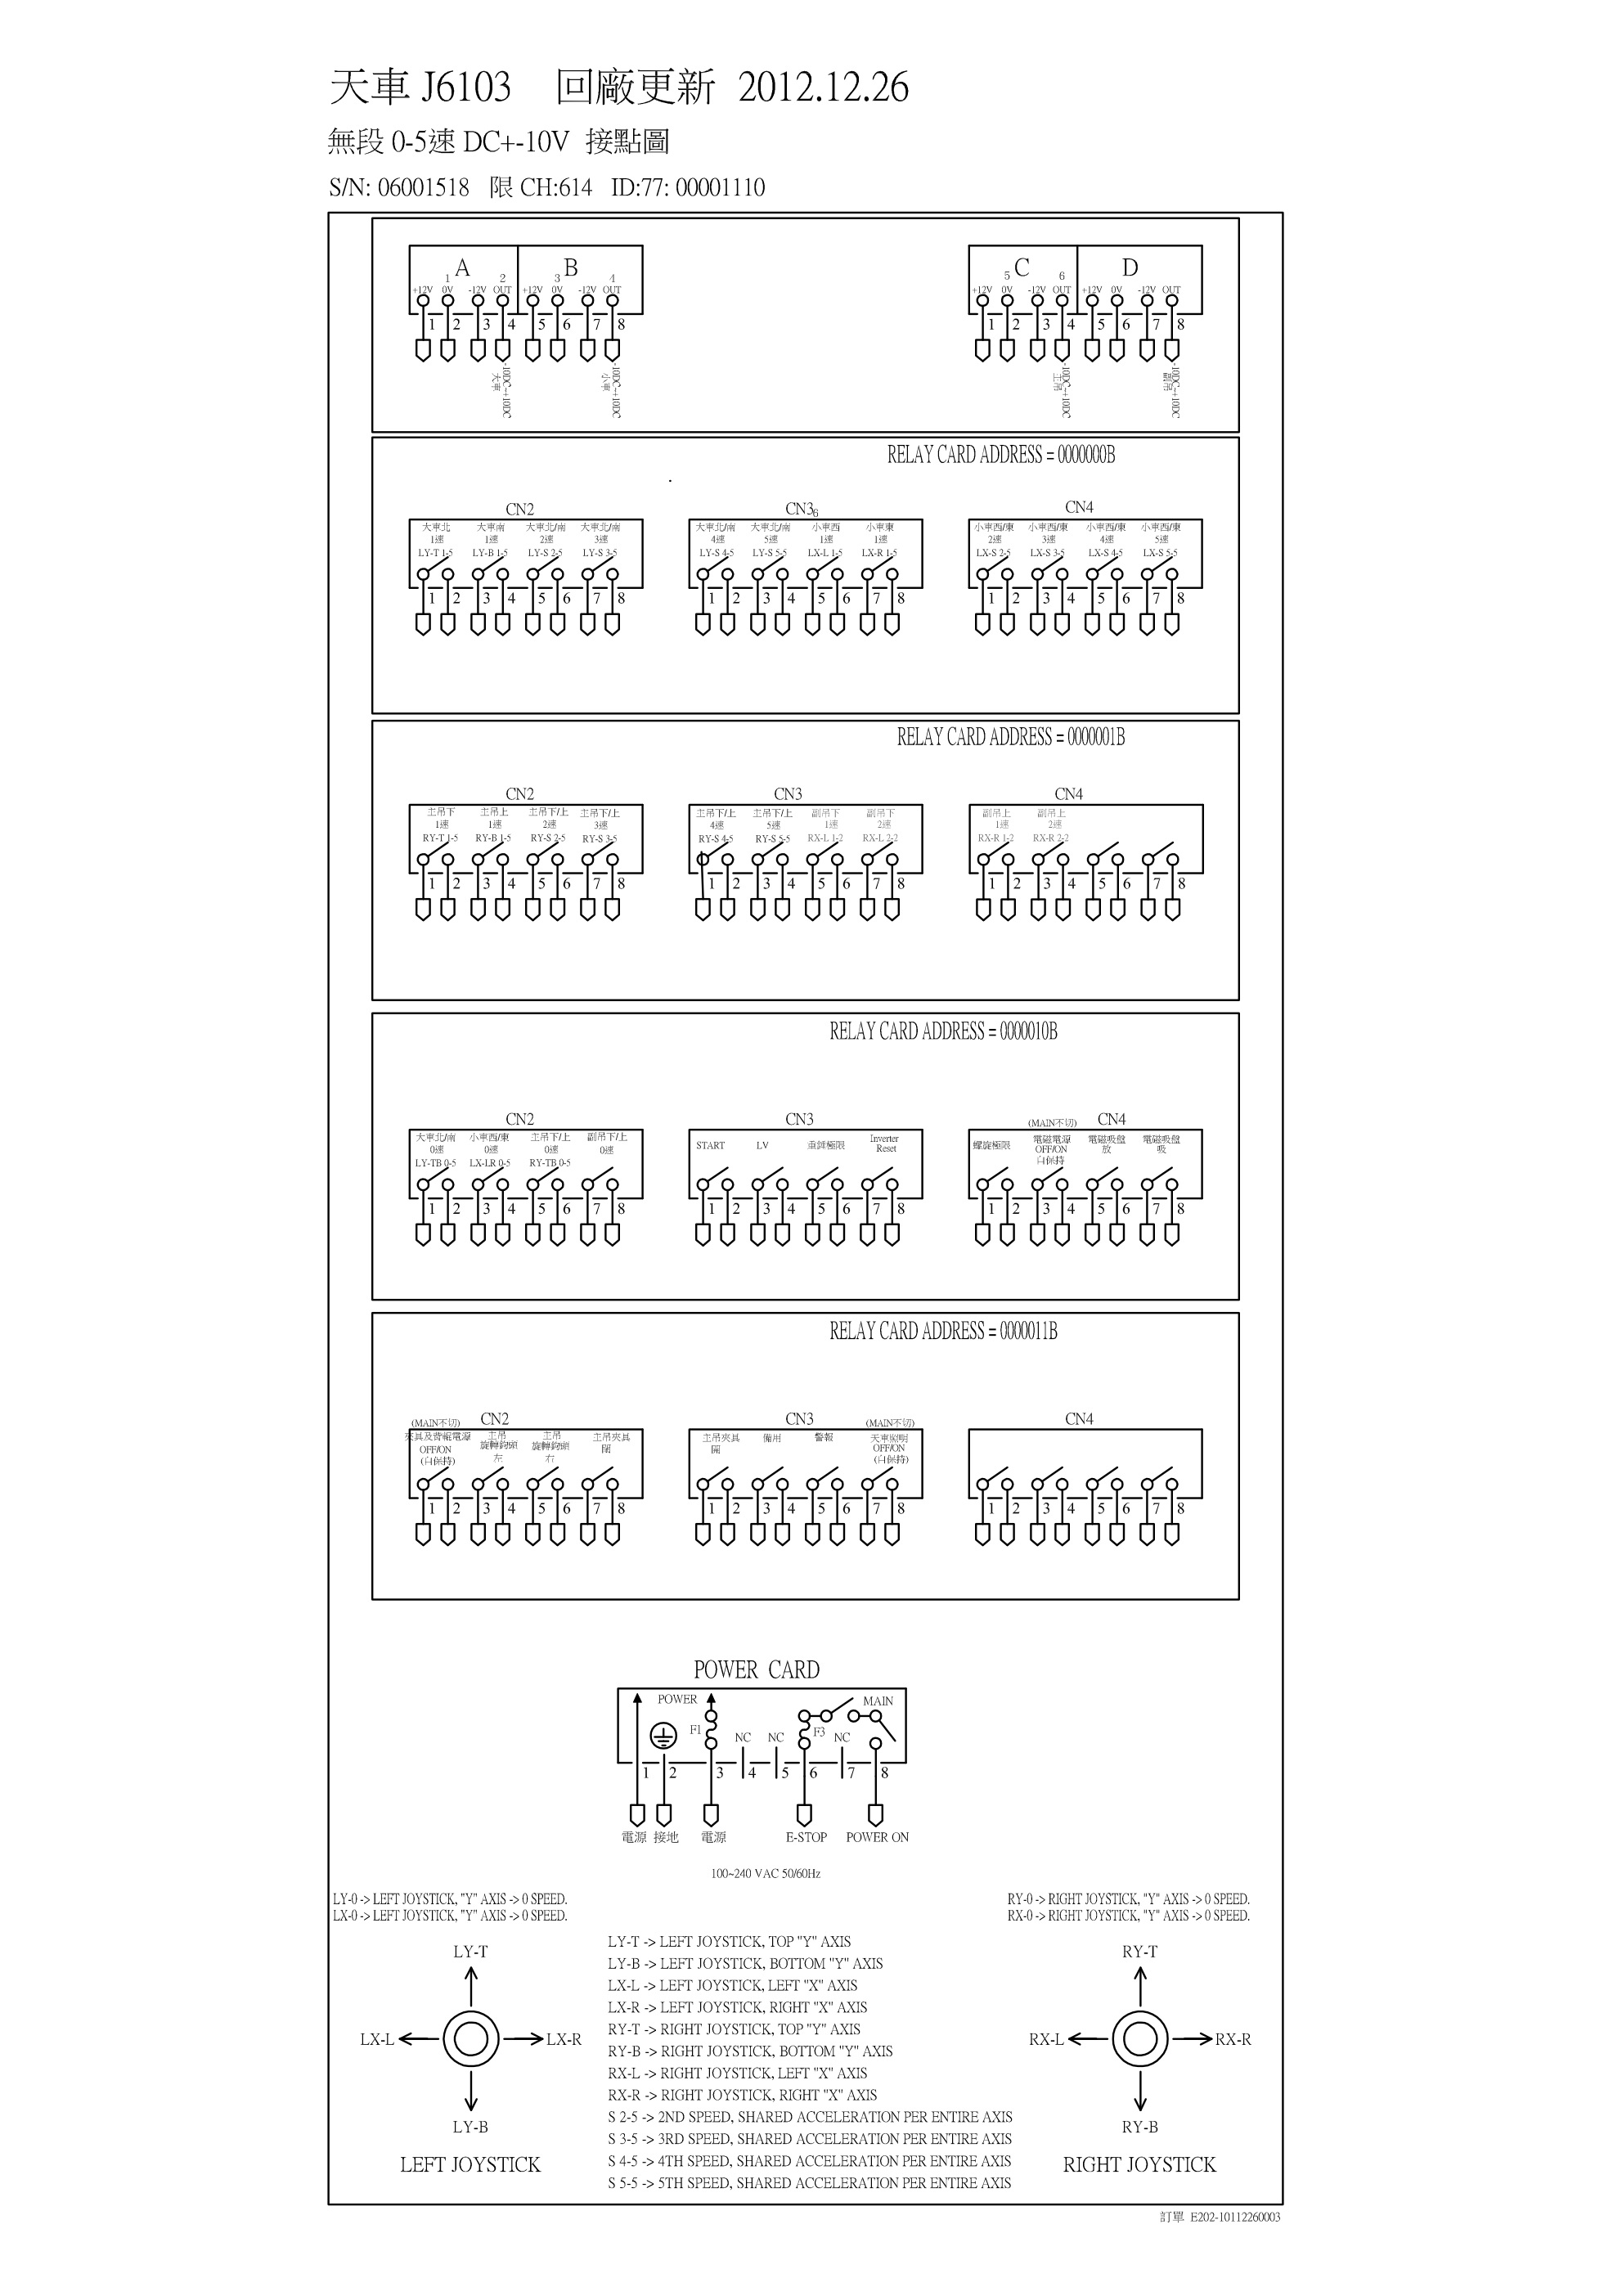 天車 J6103 回廠更新 2012.12.26
無段 0-5速 DC+-10V 接點圖
S/N: 06001518 限 CH:614 ID:77: 00001110
A B C D
1 2 3 4 5 6
+12V 0V -12V OUT +12V 0V -12V OUT +12V 0V -12V OUT +12V 0V -12V OUT
1 2 3 4 5 6 7 8 1 2 3 4 5 6 7 8
-10DC~+10DC -10DC~+10DC -10DC~+10DC -10DC~+10DC
大車 小車 主吊 副吊
RELAY CARD ADDRESS = 0000000B
CN2 CN3 6 CN4
大車北 大車南 大車北/南 大車北/南 大車北/南 大車北/南 小車西 小車東 小車西/東 小車西/東 小車西/東 小車西/東
1速 1速 2速 3速 4速 5速 1速 1速 2速 3速 4速 5速
LY-T 1-5 LY-B 1-5 LY-S 2-5 LY-S 3-5 LY-S 4-5 LY-S 5-5 LX-L 1-5 LX-R 1-5 LX-S 2-5 LX-S 3-5 LX-S 4-5 LX-S 5-5
1 2 3 4 5 6 7 8 1 2 3 4 5 6 7 8 1 2 3 4 5 6 7 8
RELAY CARD ADDRESS = 0000001B
CN2 CN3 CN4
主吊下 主吊上 主吊下/上 主吊下/上 主吊下/上 主吊下/上 副吊下 副吊下 副吊上 副吊上
1速 1速 2速 3速 4速 5速 1速 2速 1速 2速
RY-T 1-5 RY-B 1-5 RY-S 2-5 RY-S 3-5 RY-S 4-5 RY-S 5-5 RX-L 1-2 RX-L 2-2 RX-R 1-2 RX-R 2-2
1 2 3 4 5 6 7 8 1 2 3 4 5 6 7 8 1 2 3 4 5 6 7 8
RELAY CARD ADDRESS = 0000010B
CN2 CN3 (MAIN不切) CN4
大車北/南 小車西/東 主吊下/上 副吊下/上 START LV 重錘極限 Inverter 螺旋極限 電磁電源 電磁吸盤 電磁吸盤
0速 0速 0速 0速 Reset OFF/ON 放 吸
LY-TB 0-5 LX-LR 0-5 RY-TB 0-5 自保持
1 2 3 4 5 6 7 8 1 2 3 4 5 6 7 8 1 2 3 4 5 6 7 8
RELAY CARD ADDRESS = 0000011B
(MAIN不切) CN2 CN3 (MAIN不切) CN4
夾具及背縱電源 主吊 主吊 主吊夾具 主吊夾具 備用 警報 天車照明
OFF/ON 旋轉鈎頭 旋轉鈎頭 閉 開 OFF/ON
(自保持) 左 右 (自保持)
1 2 3 4 5 6 7 8 1 2 3 4 5 6 7 8 1 2 3 4 5 6 7 8
POWER CARD
POWER MAIN
F1 NC NC F3 NC
1 2 3 4 5 6 7 8
電源 接地 電源 E-STOP POWER ON
100~240 VAC 50/60Hz
LY-0 -> LEFT JOYSTICK, "Y" AXIS -> 0 SPEED.
LX-0 -> LEFT JOYSTICK, "Y" AXIS -> 0 SPEED.
RY-0 -> RIGHT JOYSTICK, "Y" AXIS -> 0 SPEED.
RX-0 -> RIGHT JOYSTICK, "Y" AXIS -> 0 SPEED.
LY-T
LX-L LX-R
LY-B
LEFT JOYSTICK
LY-T -> LEFT JOYSTICK, TOP "Y" AXIS
LY-B -> LEFT JOYSTICK, BOTTOM "Y" AXIS
LX-L -> LEFT JOYSTICK, LEFT "X" AXIS
LX-R -> LEFT JOYSTICK, RIGHT "X" AXIS
RY-T -> RIGHT JOYSTICK, TOP "Y" AXIS
RY-B -> RIGHT JOYSTICK, BOTTOM "Y" AXIS
RX-L -> RIGHT JOYSTICK, LEFT "X" AXIS
RX-R -> RIGHT JOYSTICK, RIGHT "X" AXIS
S 2-5 -> 2ND SPEED, SHARED ACCELERATION PER ENTIRE AXIS
S 3-5 -> 3RD SPEED, SHARED ACCELERATION PER ENTIRE AXIS
S 4-5 -> 4TH SPEED, SHARED ACCELERATION PER ENTIRE AXIS
S 5-5 -> 5TH SPEED, SHARED ACCELERATION PER ENTIRE AXIS
RY-T
RX-L RX-R
RY-B
RIGHT JOYSTICK
訂單 E202-10112260003